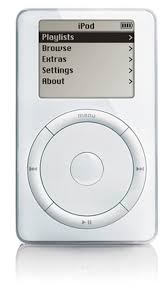 iPod
Playlists >
Browse >
Extras >
Settings >
About >
menu